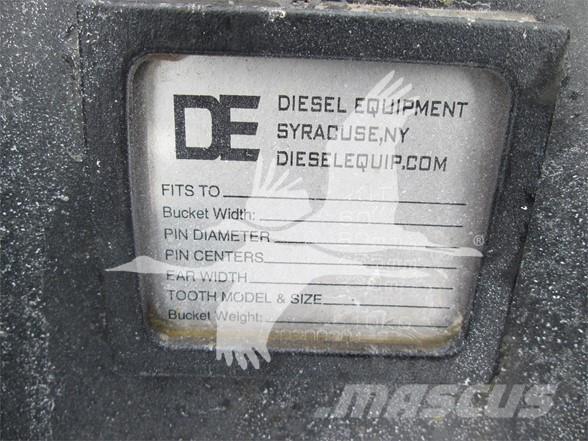 DE
DIESEL EQUIPMENT
SYRACUSE,NY
DIESELEQUIP.COM
FITS TO
Bucket Width:
PIN DIAMETER
PIN CENTERS
EAR WIDTH
TOOTH MODEL & SIZE
Bucket Weight:
®
MASCUS